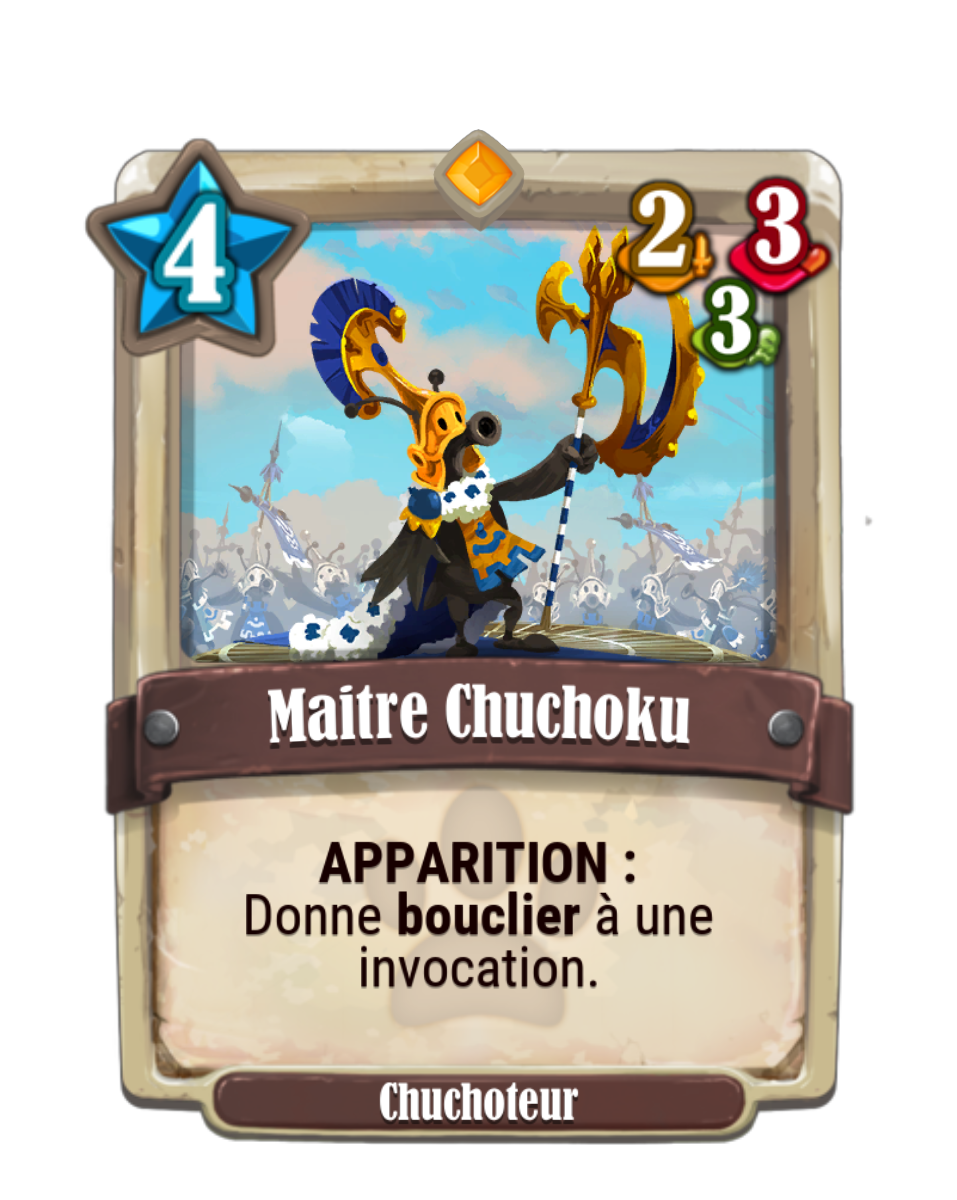 4
2
3
3
Maitre Chuchoku
APPARITION :
Donne bouclier à une
invocation.
Chuchoteur